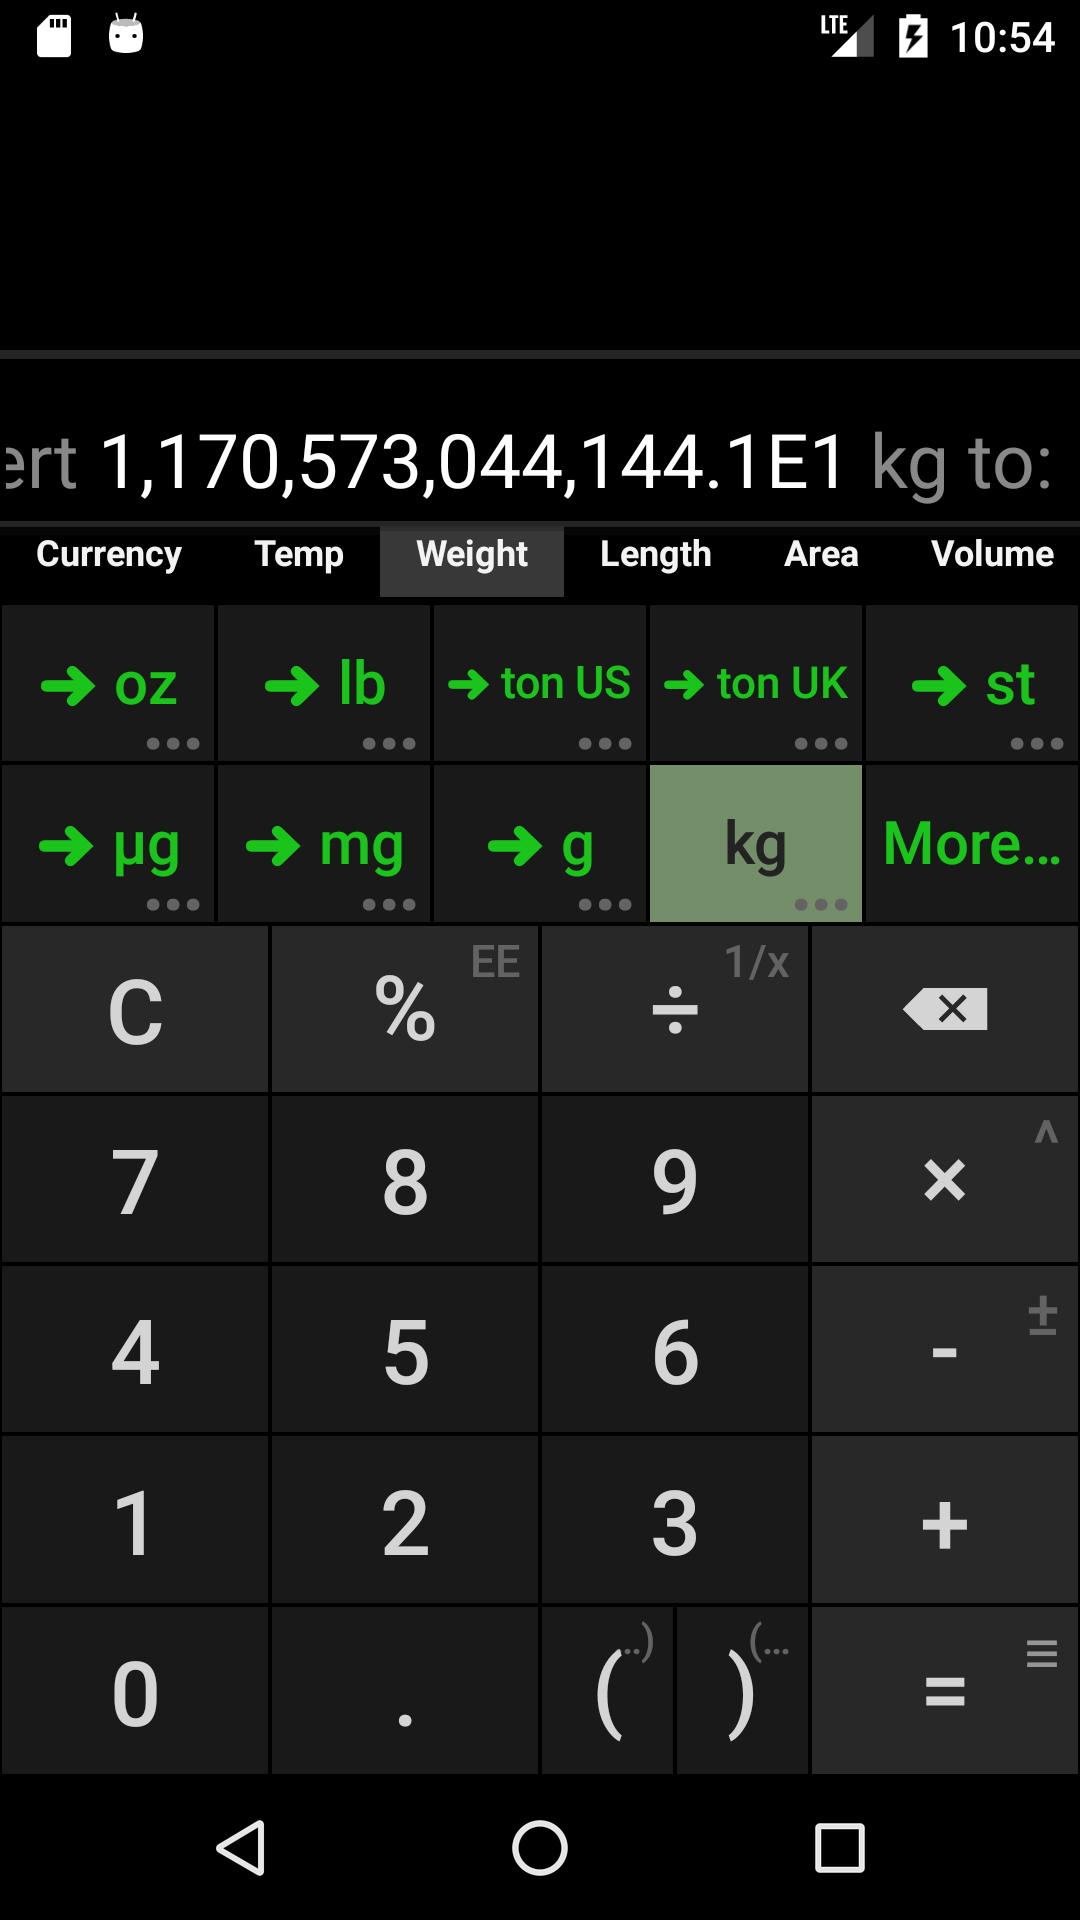 LTE 10:54
ert 1,170,573,044,144.1E1 kg to:
Currency Temp Weight Length Area Volume
oz lb ton US ton UK st
µg mg g kg More...
C % EE ÷ 1/x
7 8 9 × ^
4 5 6 - ±
1 2 3 +
0 . ( ..) ) (... =